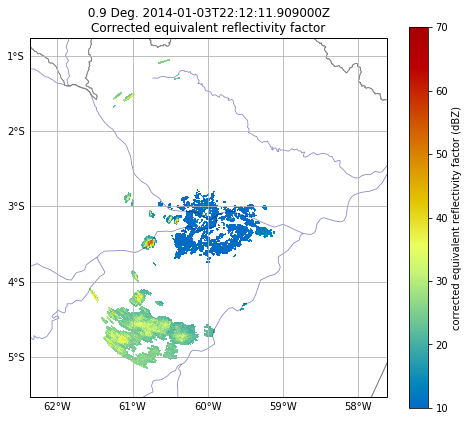 0.9 Deg. 2014-01-03T22:12:11.909000Z
Corrected equivalent reflectivity factor
1°S
2°S
3°S
4°S
5°S
62°W 61°W 60°W 59°W 58°W
70
60
50
40
30
20
10
corrected equivalent reflectivity factor (dBZ)